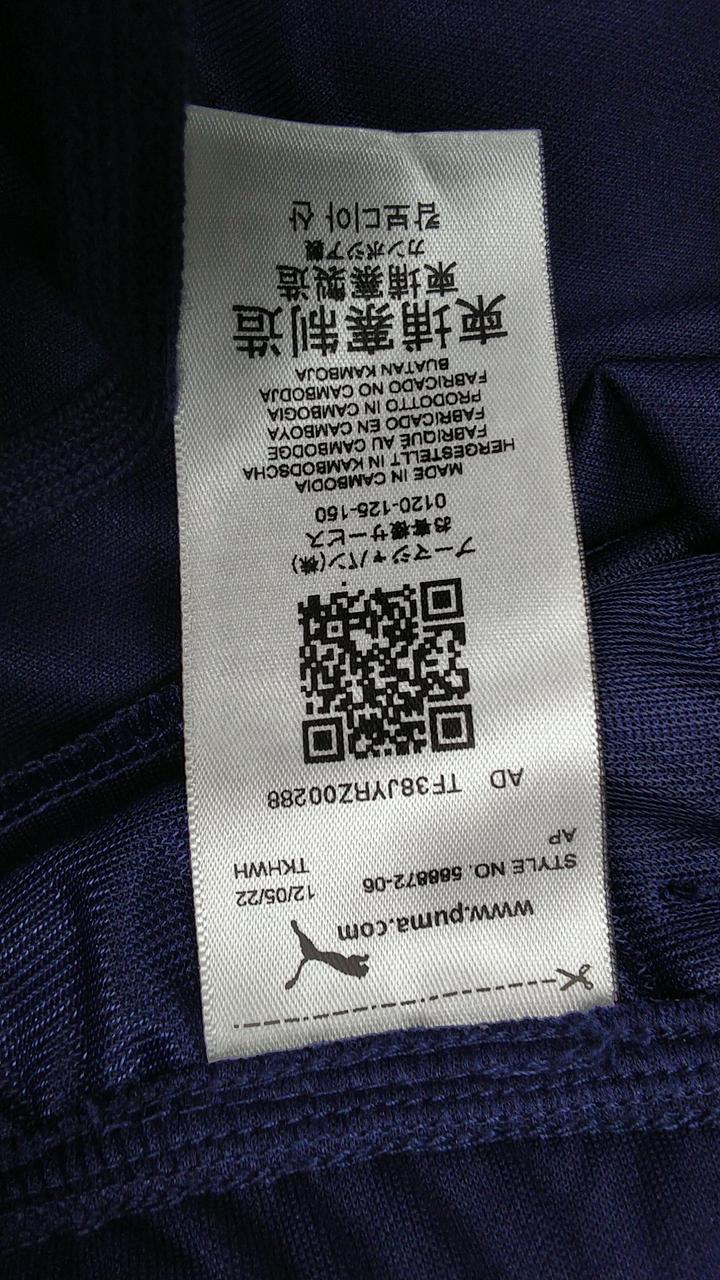 www.puma.com
STYLE NO. 588872-06 12/05/22
AP TKHWH
AD TF38JYRZ00288
プーマジャパン(株)
お客様サービス
0120-125-150
MADE IN CAMBODIA
HERGESTELLT IN KAMBODSCHA
FABRIQUÉ AU CAMBODGE
FABRICADO EN CAMBOYA
PRODOTTO IN CAMBOGIA
FABRICADO NO CAMBODJA
BUATAN KAMBOJA
柬埔寨制造
柬埔寨製造
カンボジア製
캄보디아 산